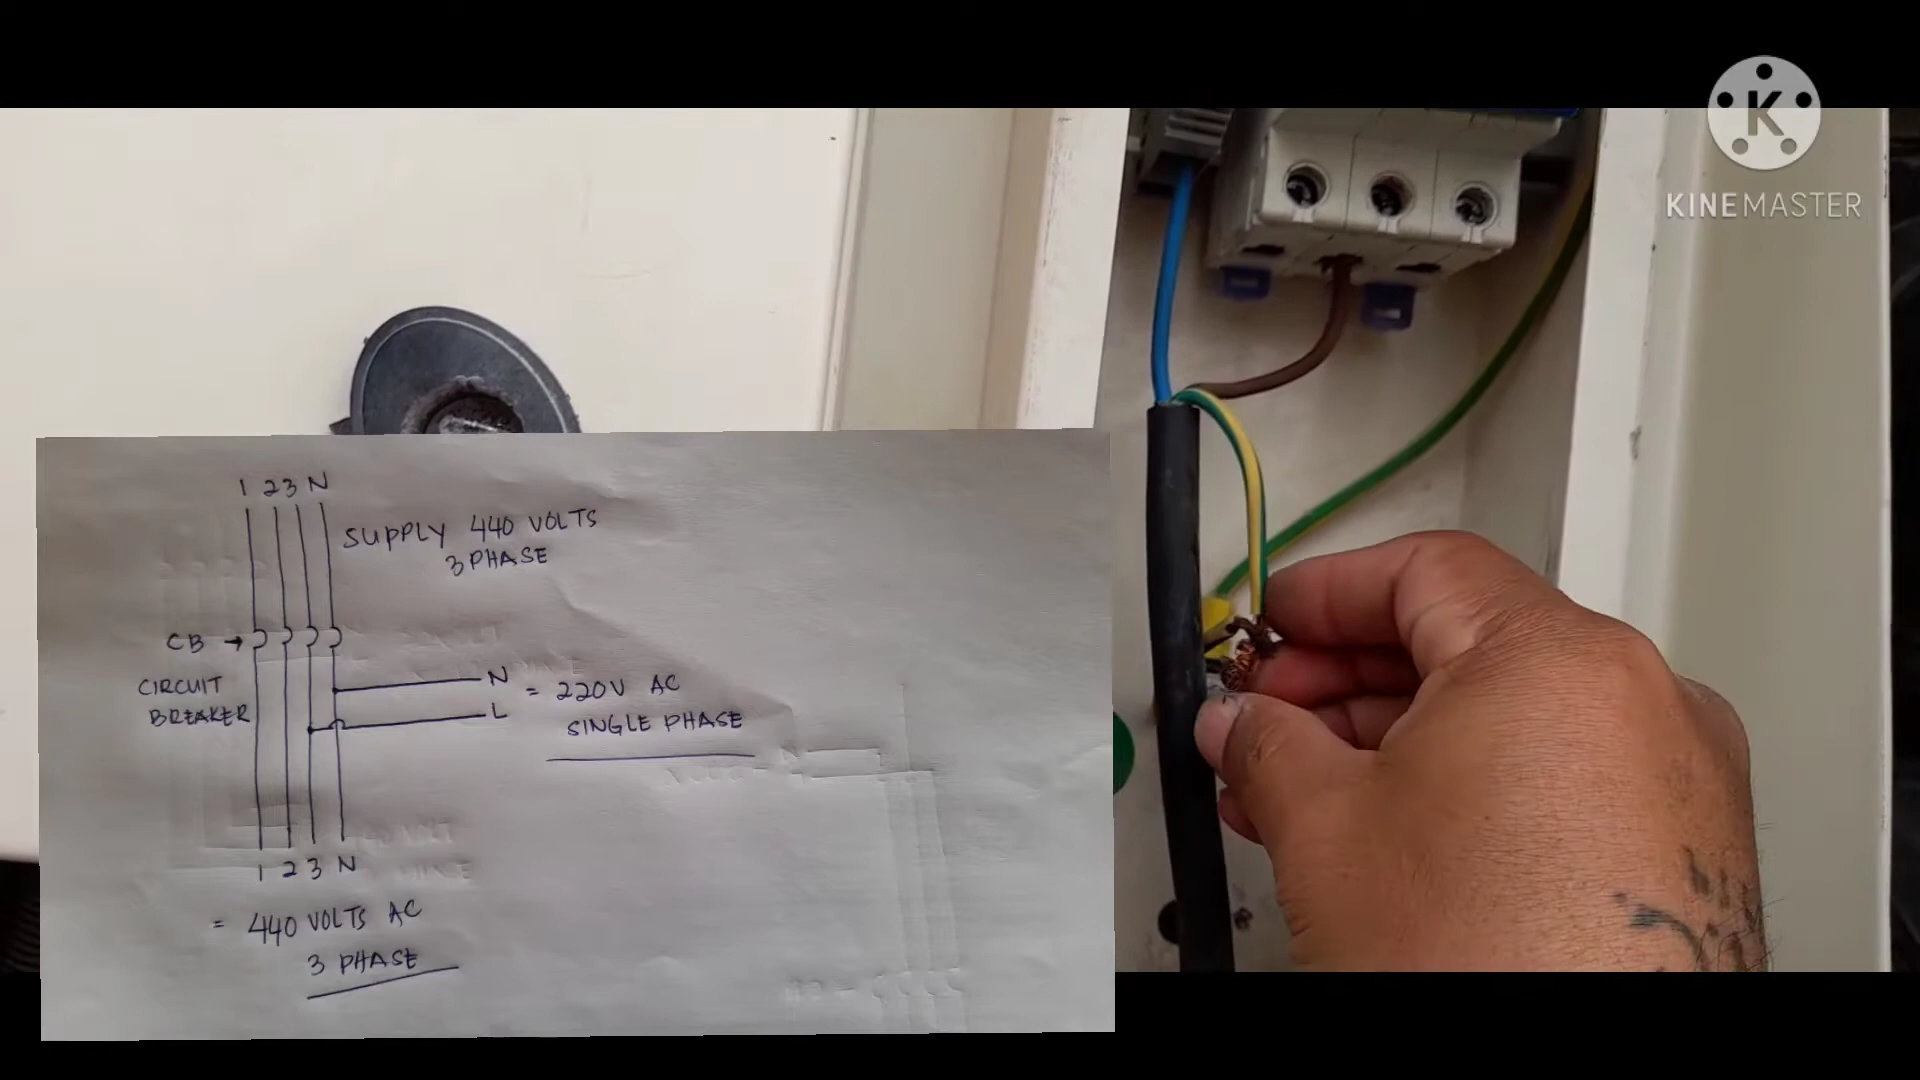 1 2 3 N
SUPPLY 440 VOLTS
3 PHASE
CB →
CIRCUIT
BREAKER
N
L
= 220V AC
SINGLE PHASE
1 2 3 N
= 440 VOLTS AC
3 PHASE
K
KINEMASTER